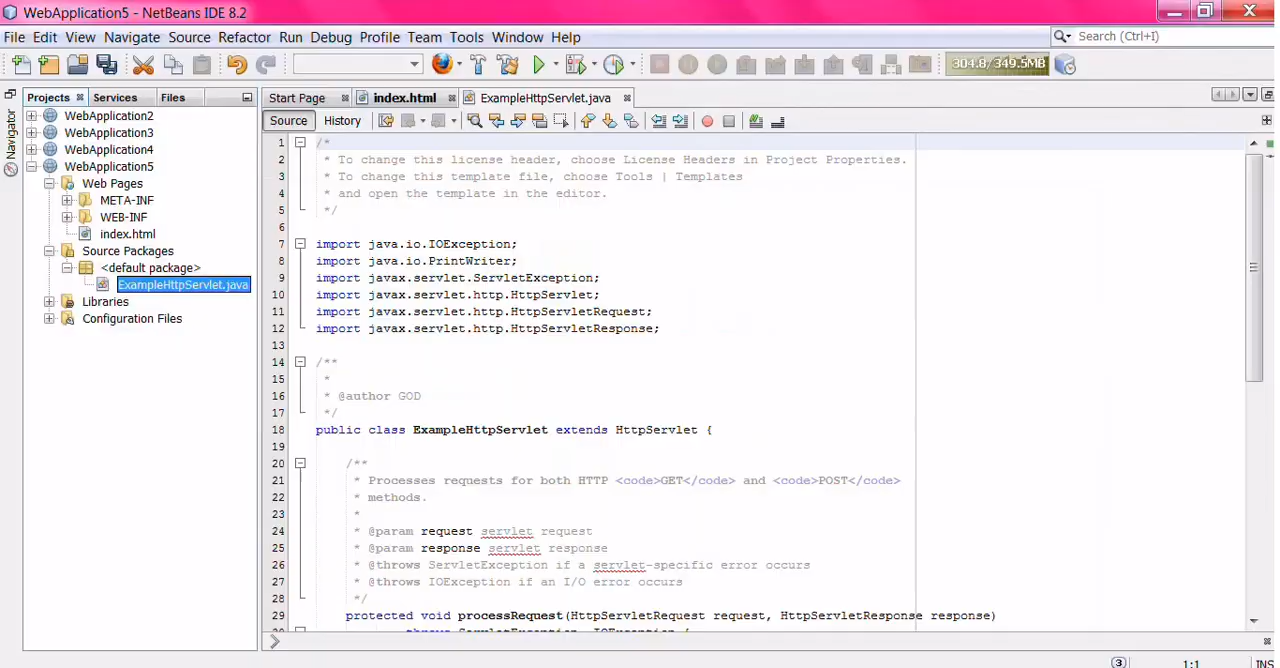 WebApplication5 - NetBeans IDE 8.2
File Edit View Navigate Source Refactor Run Debug Profile Team Tools Window Help
Search (Ctrl+I)
304.8/349.5MB
Projects Services Files
Navigator
WebApplication2
WebApplication3
WebApplication4
WebApplication5
Web Pages
META-INF
WEB-INF
index.html
Source Packages
<default package>
ExampleHttpServlet.java
Libraries
Configuration Files
Start Page index.html ExampleHttpServlet.java
Source History
1 /*
2 * To change this license header, choose License Headers in Project Properties.
3 * To change this template file, choose Tools | Templates
4 * and open the template in the editor.
5 */
6
7 import java.io.IOException;
8 import java.io.PrintWriter;
9 import javax.servlet.ServletException;
10 import javax.servlet.http.HttpServlet;
11 import javax.servlet.http.HttpServletRequest;
12 import javax.servlet.http.HttpServletResponse;
13
14 /**
15 *
16 * @author GOD
17 */
18 public class ExampleHttpServlet extends HttpServlet {
19
20 /**
21 * Processes requests for both HTTP <code>GET</code> and <code>POST</code>
22 * methods.
23 *
24 * @param request servlet request
25 * @param response servlet response
26 * @throws ServletException if a servlet-specific error occurs
27 * @throws IOException if an I/O error occurs
28 */
29 protected void processRequest(HttpServletRequest request, HttpServletResponse response)
throws ServletException, IOException {
3 1:1 INS